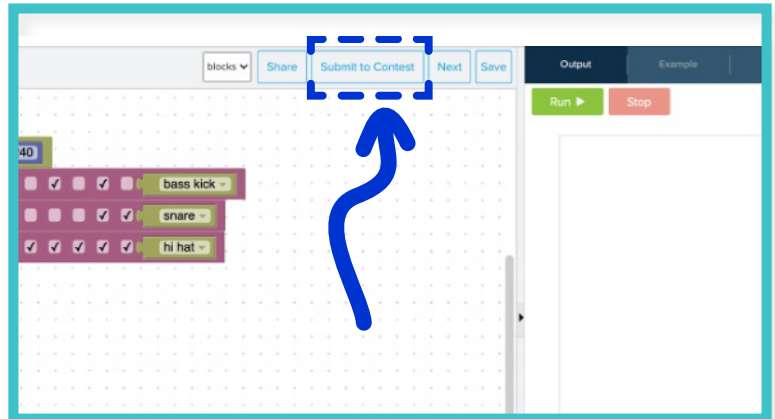 blocks Share Submit to Contest Next Save Output Example
Run Stop
40
bass kick
snare
hi hat